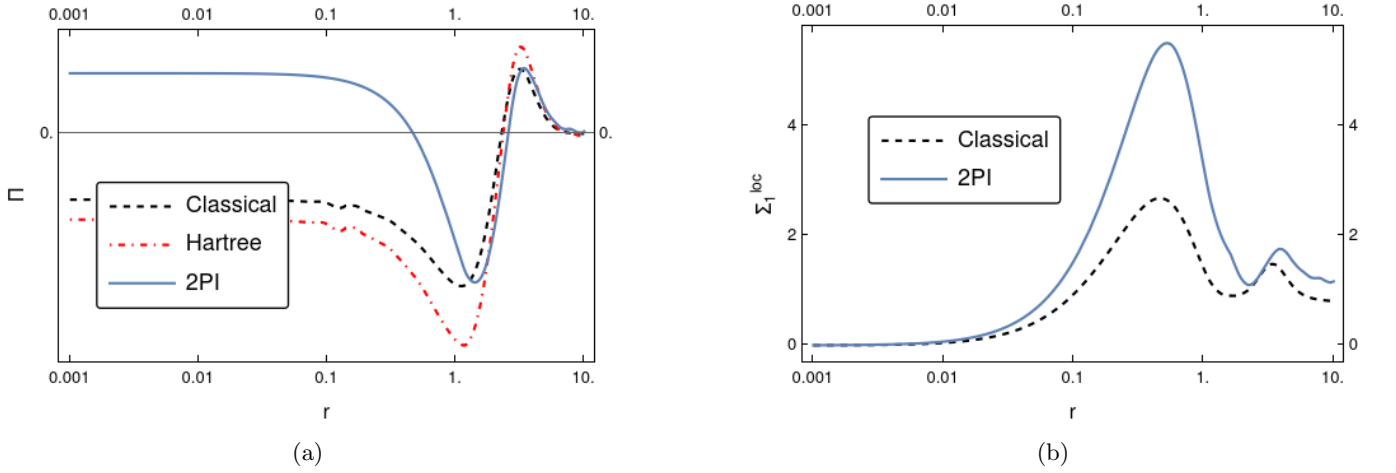 0.001 0.01 0.1 1. 10.
0. 0.
Π
Classical
Hartree
2PI
0.001 0.01 0.1 1. 10.
r
(a)
0.001 0.01 0.1 1. 10.
4 4
Classical
2PI
Σ₁ˡᵒᶜ
2 2
0 0
0.001 0.01 0.1 1. 10.
r
(b)